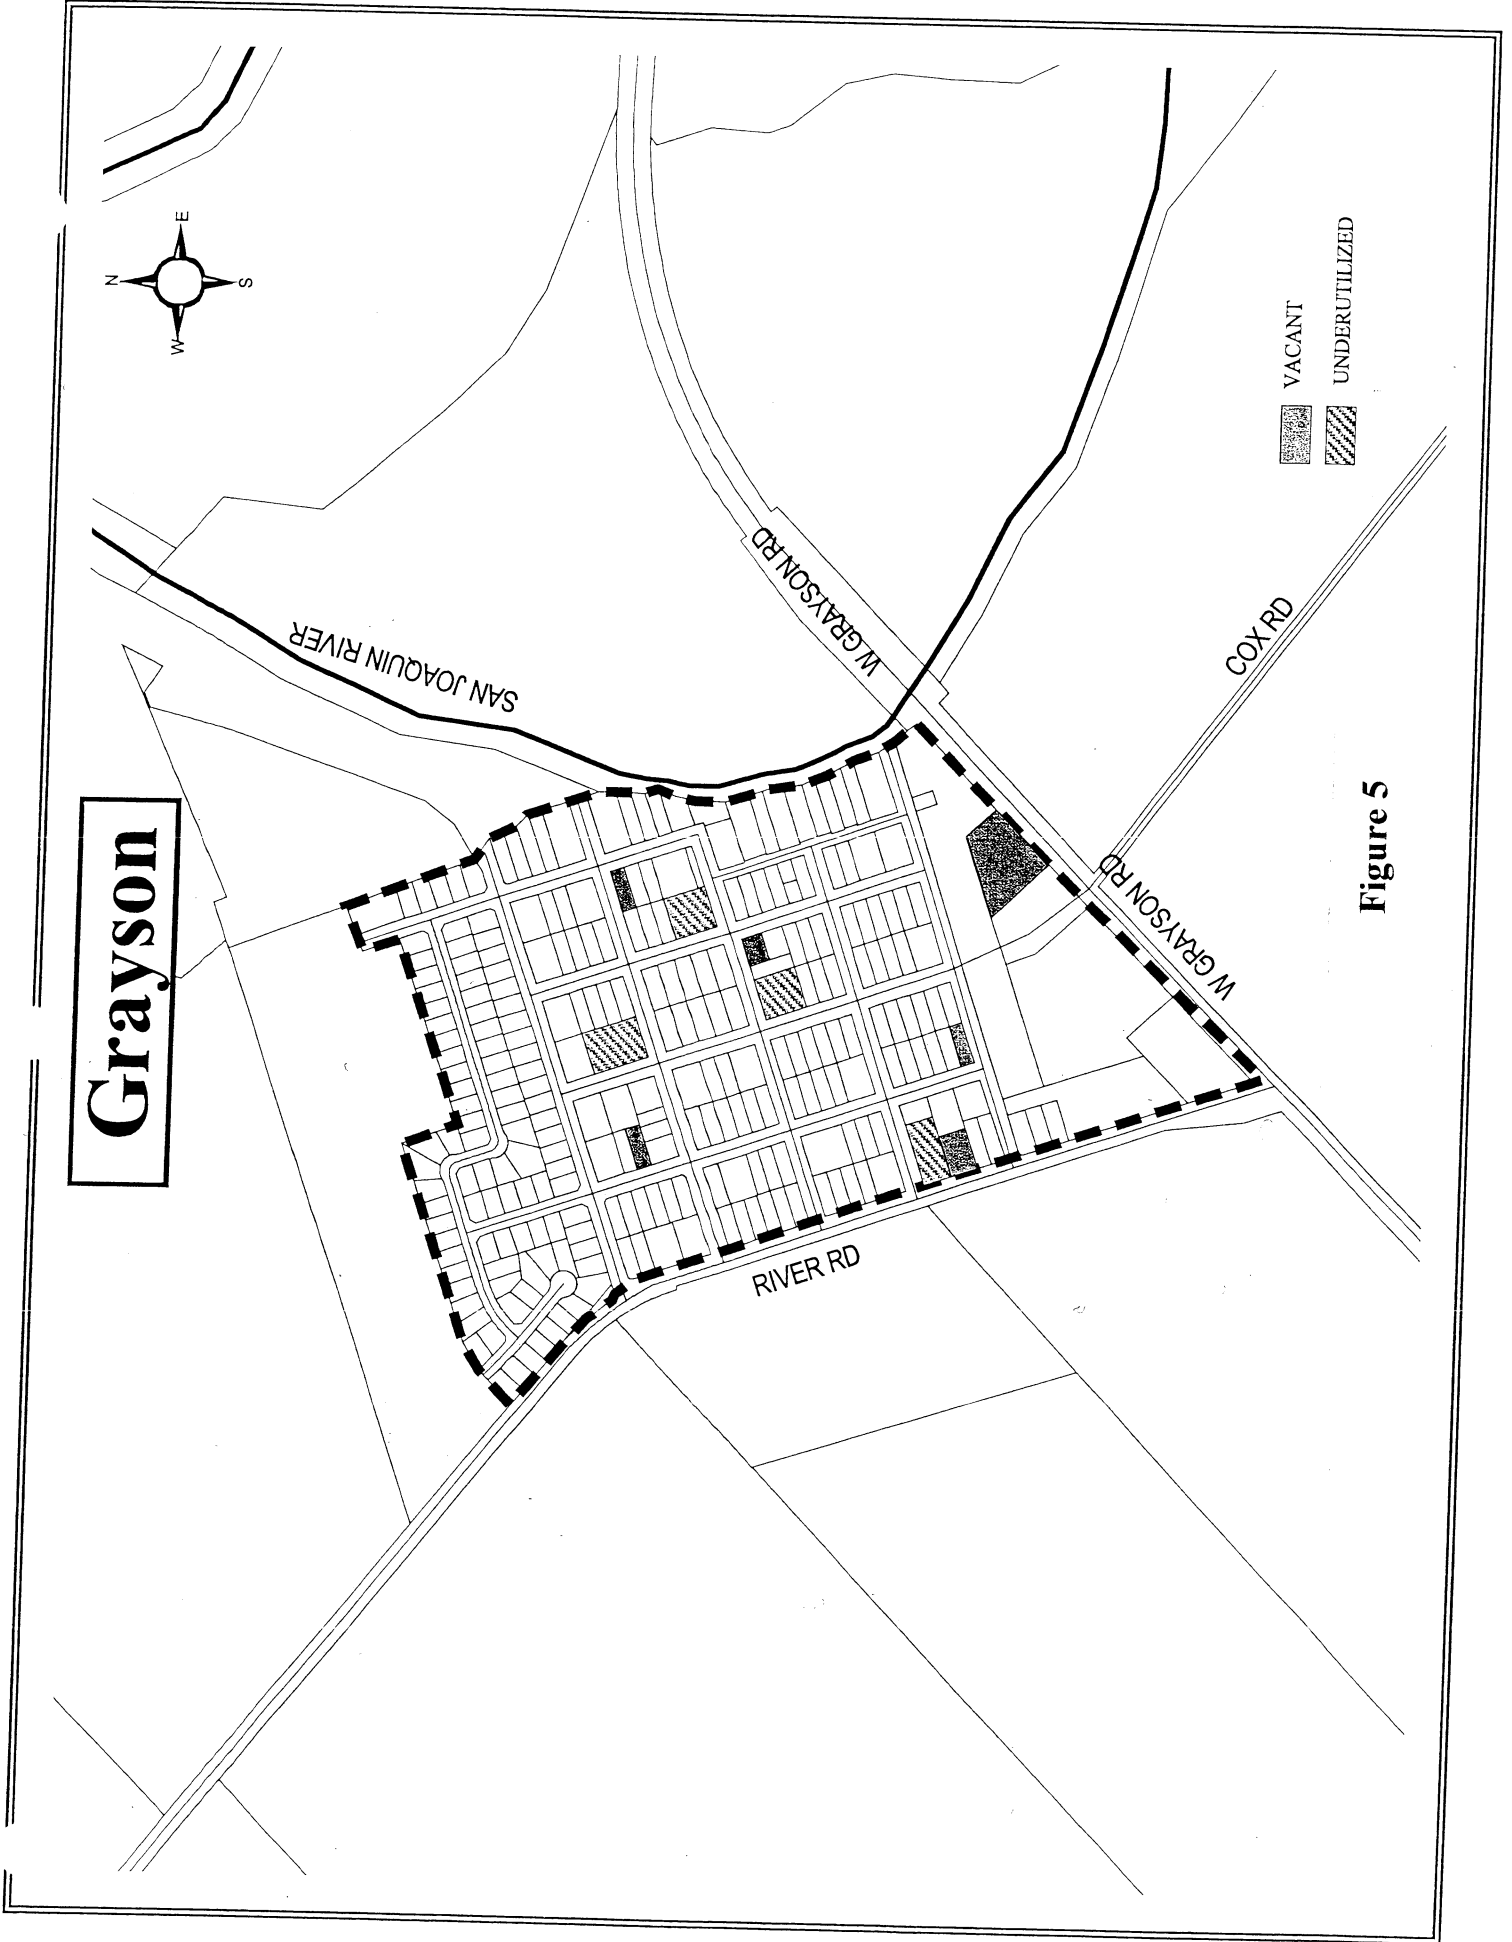 Grayson
N
W
E
S
SAN JOAQUIN RIVER
W GRAYSON RD
COX RD
W GRAYSON RD
RIVER RD
VACANT
UNDERUTILIZED
Figure 5